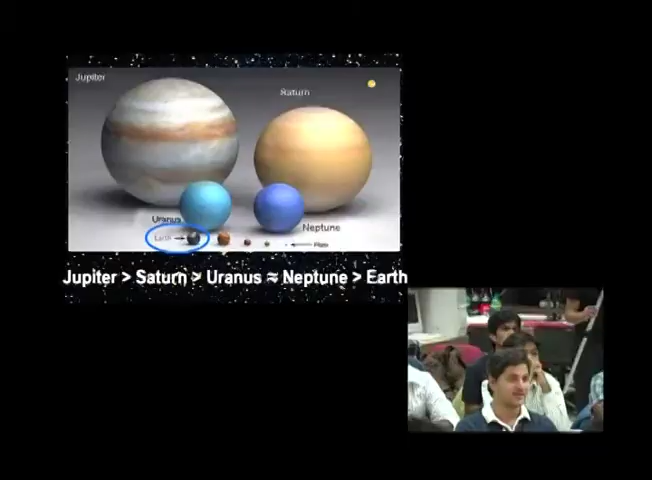 Jupiter
Saturn
Uranus
Neptune
Earth
Pluto
Jupiter > Saturn > Uranus ≈ Neptune > Earth